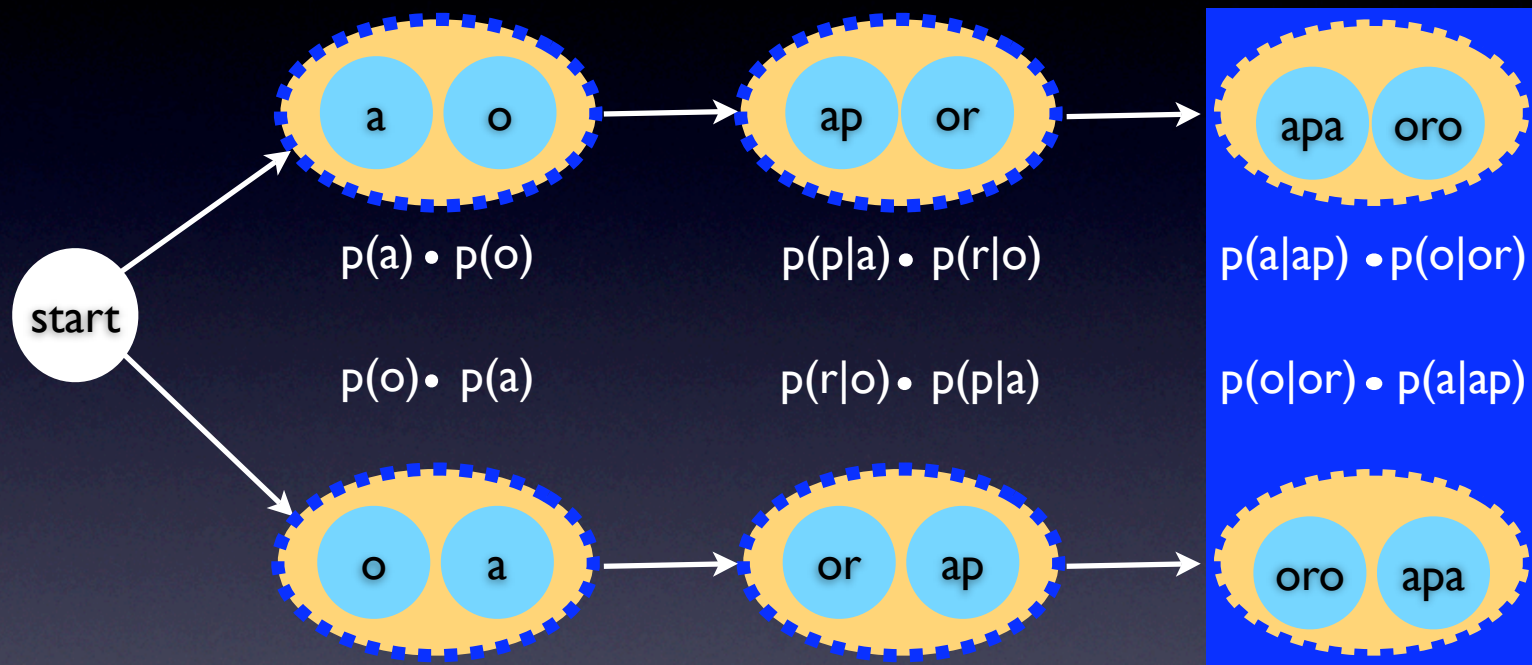 a o ap or apa oro
p(a) • p(o) p(p|a) • p(r|o) p(a|ap) • p(o|or)
start
p(o) • p(a) p(r|o) • p(p|a) p(o|or) • p(a|ap)
o a or ap oro apa